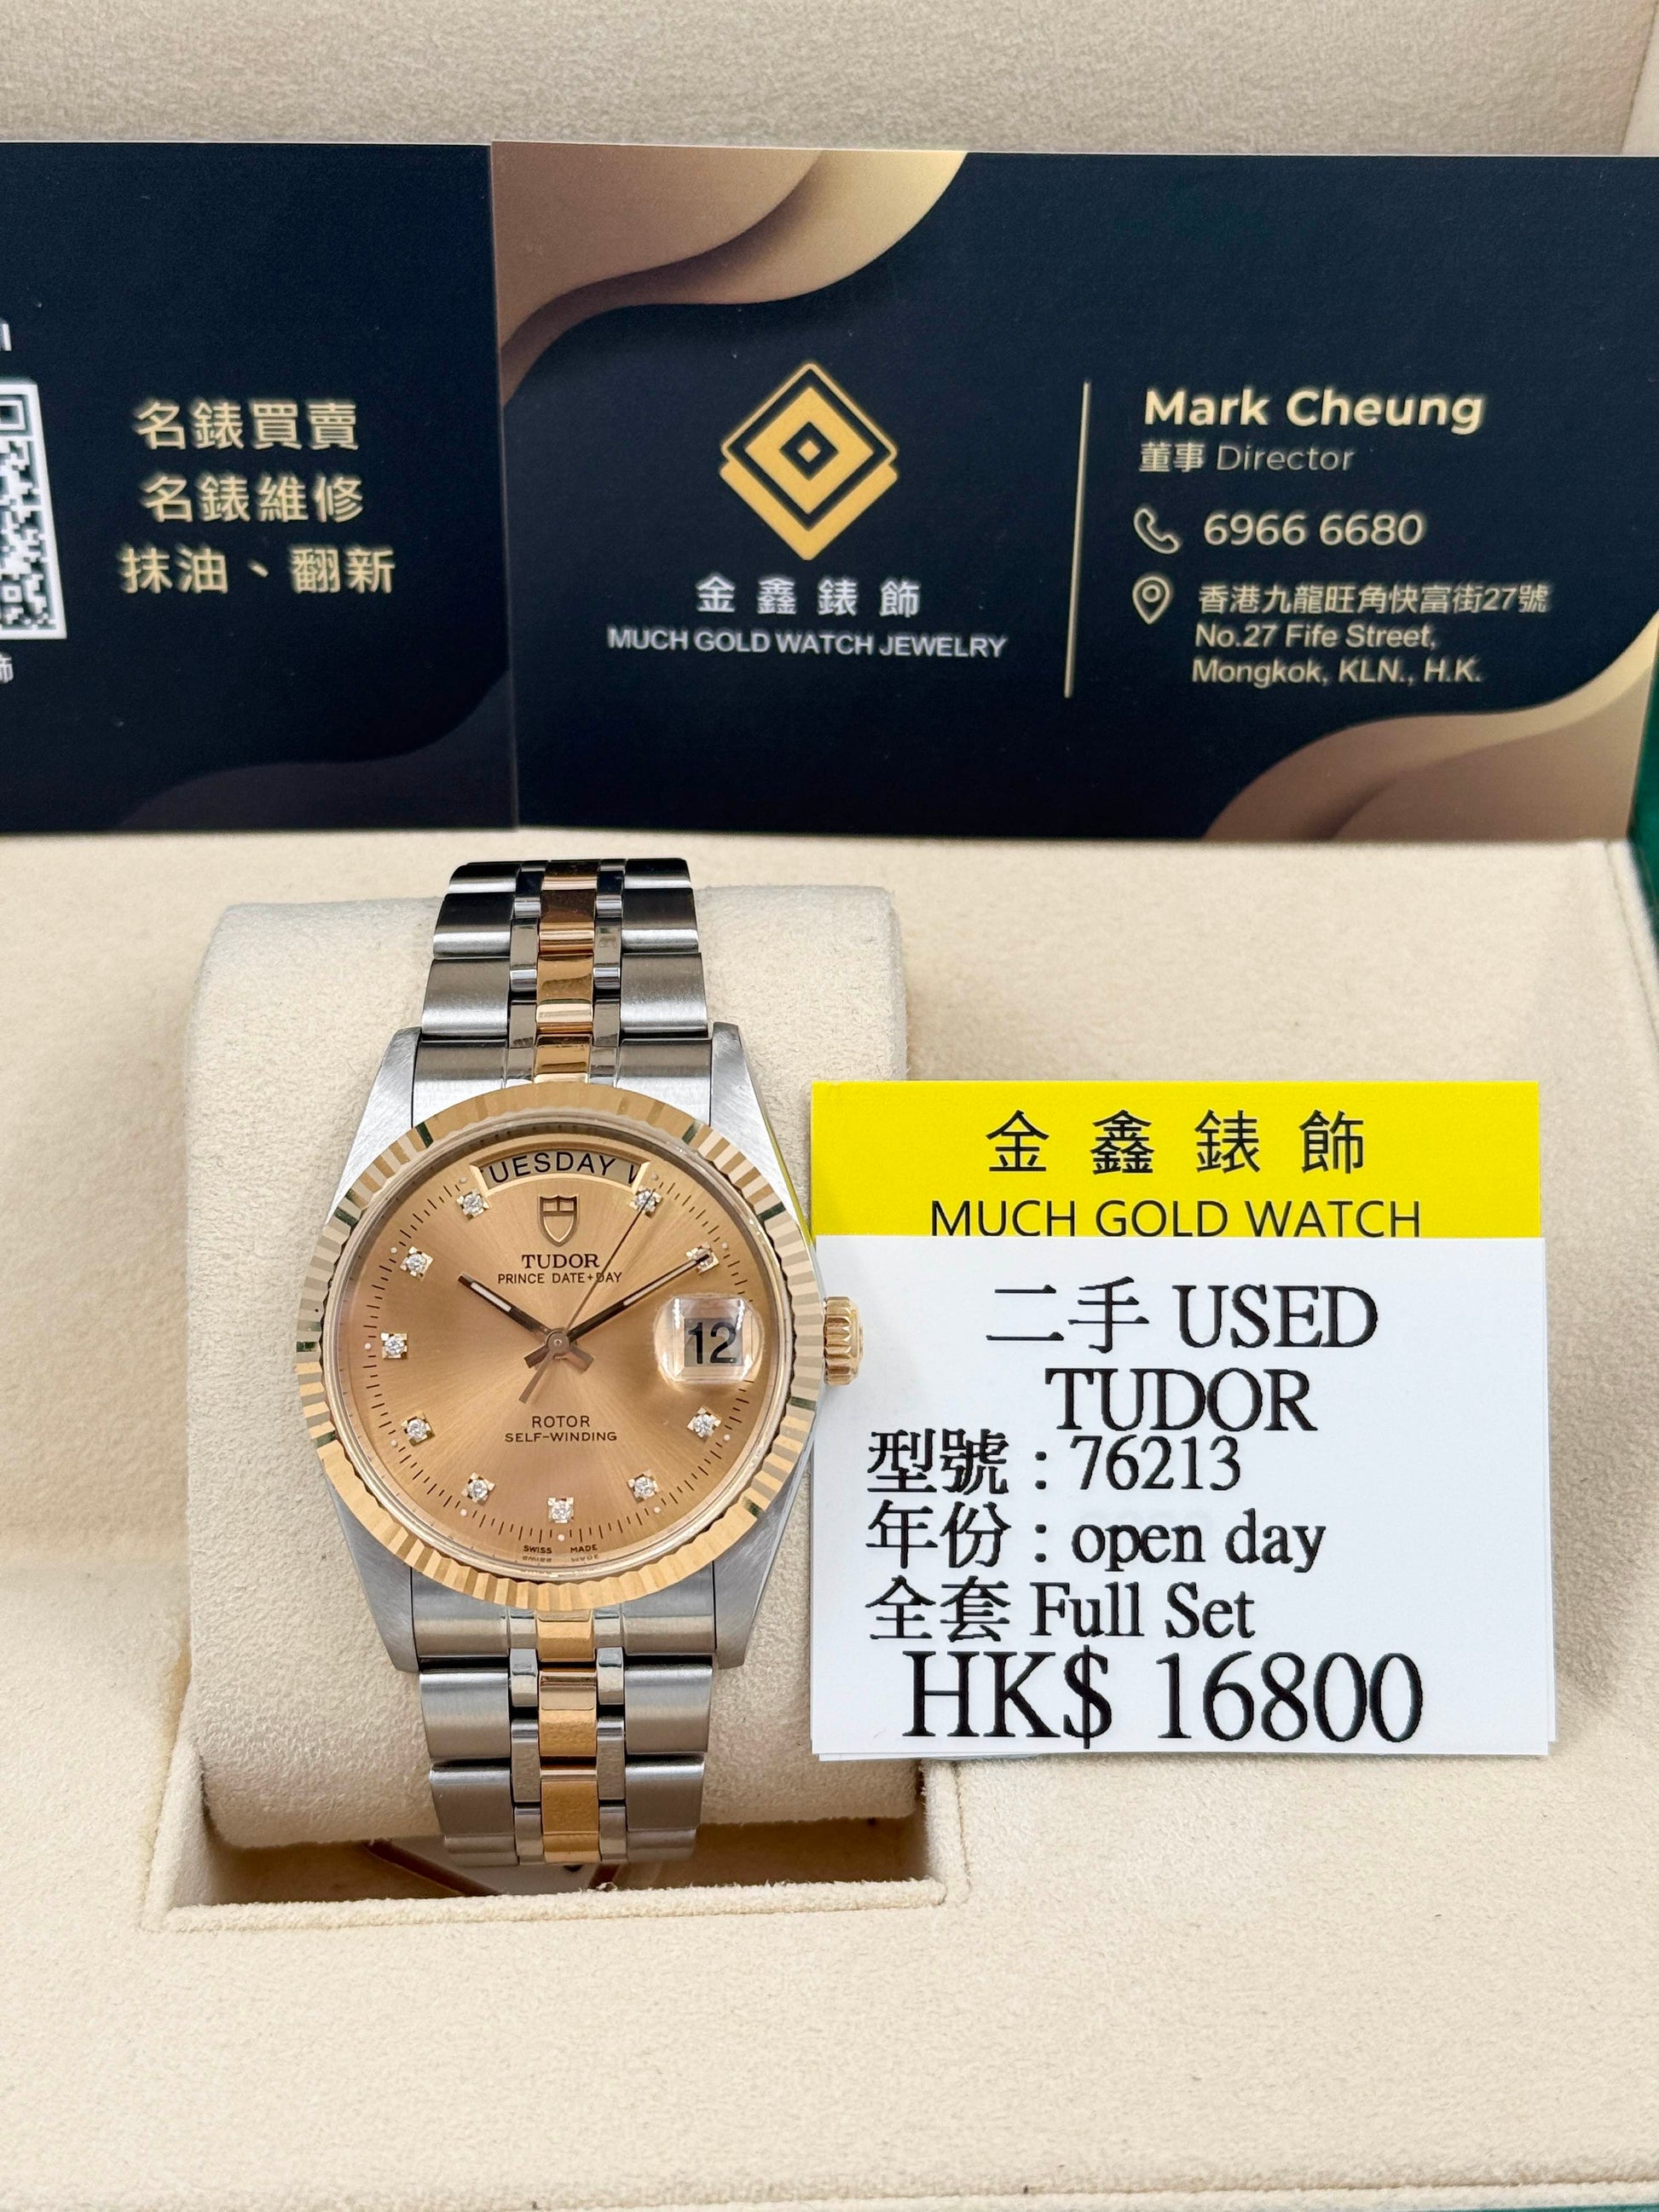 名錶買賣
名錶維修
抹油、翻新
飾
金鑫錶飾
MUCH GOLD WATCH JEWELRY
Mark Cheung
董事 Director
6966 6680
香港九龍旺角快富街27號
No.27 Fife Street,
Mongkok, KLN., H.K.
UESDAY
TUDOR
PRINCE DATE+DAY
12
ROTOR
SELF-WINDING
SWISS MADE
金鑫錶飾
MUCH GOLD WATCH
二手 USED
TUDOR
型號：76213
年份：open day
全套 Full Set
HK$ 16800